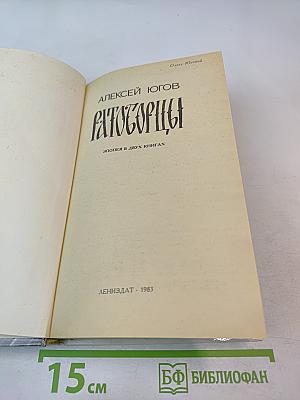 АЛЕКСЕЙ ЮГОВ
РАТОБОРЦЫ
ЭПОПЕЯ В ДВУХ КНИГАХ
ЛЕНИЗДАТ · 1983
15 СМ
БФ БИБЛИОФАН